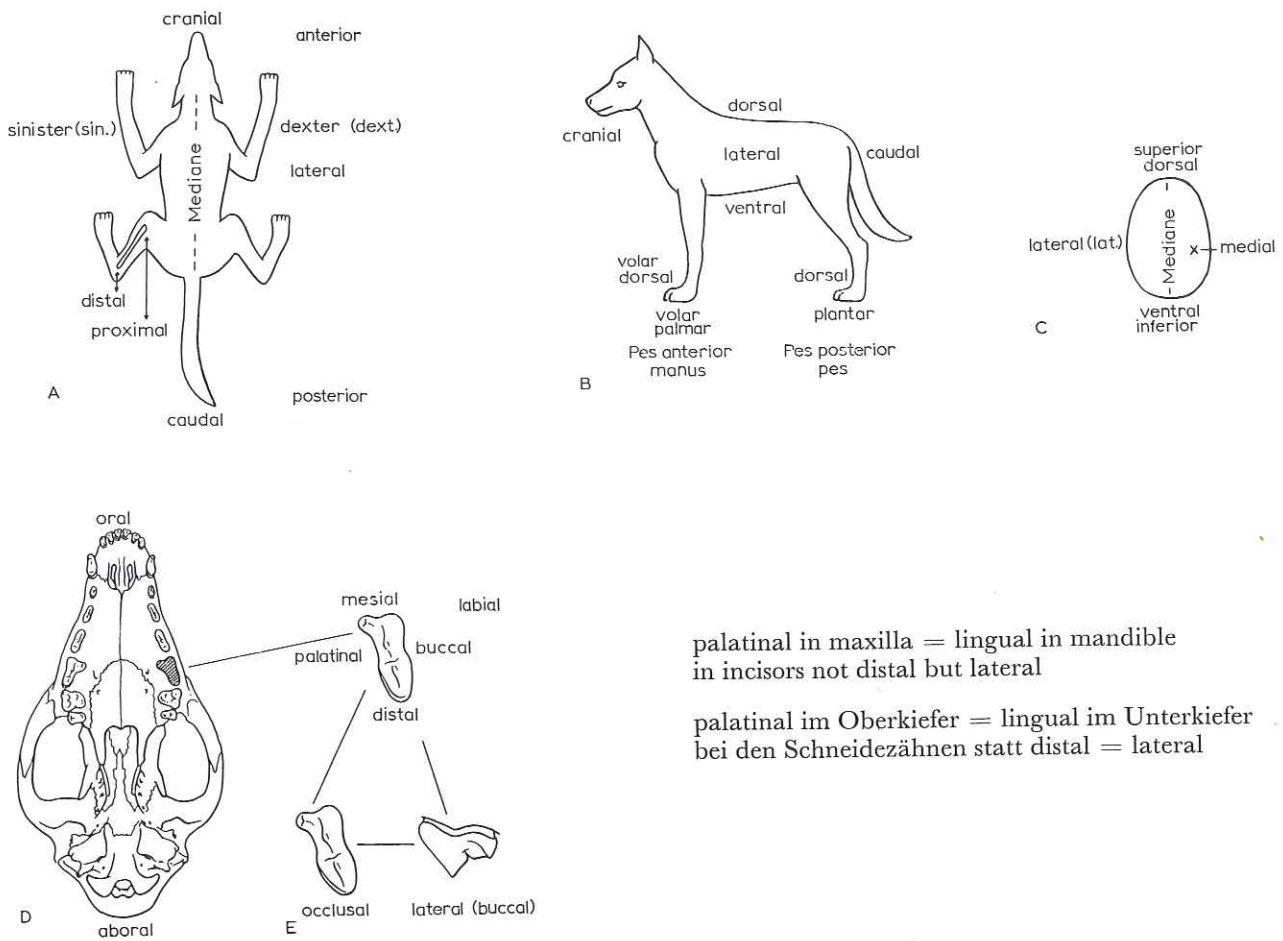 cranial
anterior
sinister(sin.)
dexter (dext.)
lateral
Mediane
distal
proximal
A
posterior
caudal
dorsal
cranial
lateral
caudal
ventral
volar
dorsal
dorsal
volar
palmar
plantar
Pes anterior
manus
Pes posterior
pes
B
superior
dorsal
lateral (lat.)
Mediane
x
medial
ventral
inferior
C
oral
aboral
D
mesial
labial
palatinal
buccal
distal
occlusal
lateral (buccal)
E
palatinal in maxilla = lingual in mandible
in incisors not distal but lateral
palatinal im Oberkiefer = lingual im Unterkiefer
bei den Schneidezähnen statt distal = lateral